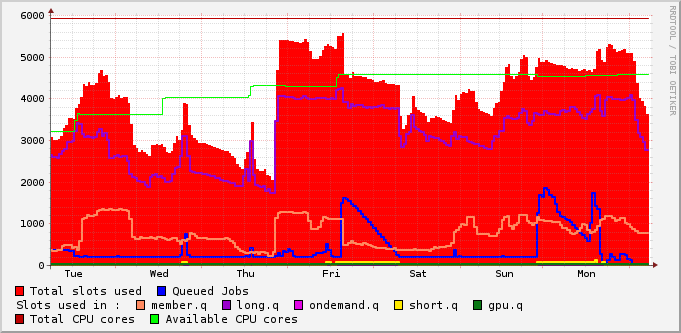 6000
5000
4000
3000
2000
1000
0
Tue Wed Thu Fri Sat Sun Mon
Total slots used Queued Jobs
Slots used in : member.q long.q ondemand.q short.q gpu.q
Total CPU cores Available CPU cores
RRDTOOL / TOBI OETIKER